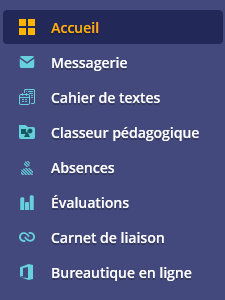 Accueil
Messagerie
Cahier de textes
Classeur pédagogique
Absences
Évaluations
Carnet de liaison
Bureautique en ligne